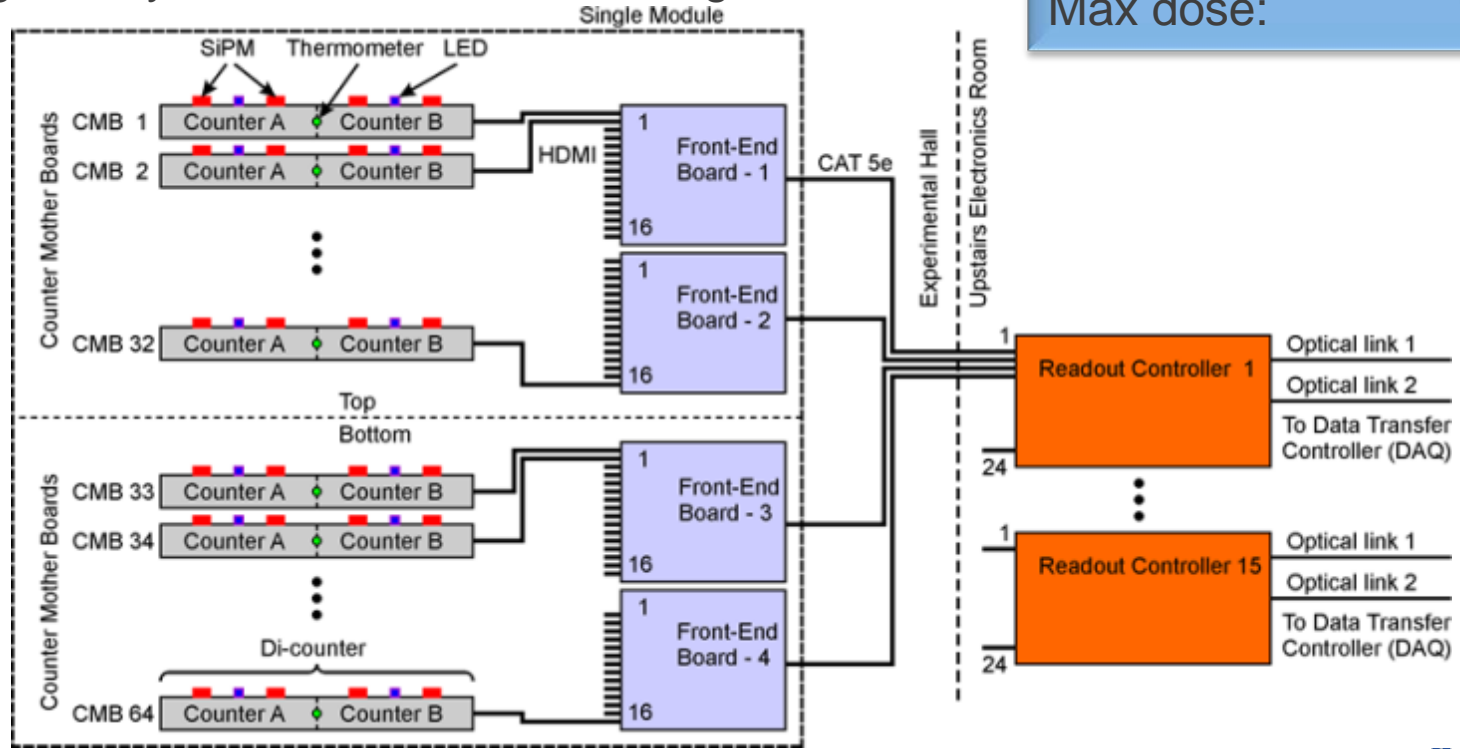 Max dose:
Single Module
SiPM Thermometer LED
Counter Mother Boards
CMB 1 Counter A Counter B
CMB 2 Counter A Counter B
CMB 32 Counter A Counter B
HDMI
1
Front-End
Board - 1
16
1
Front-End
Board - 2
16
CAT 5e
Experimental Hall
Upstairs Electronics Room
Top
Bottom
Counter Mother Boards
CMB 33 Counter A Counter B
CMB 34 Counter A Counter B
Di-counter
CMB 64 Counter A Counter B
1
Front-End
Board - 3
16
1
Front-End
Board - 4
16
1
Readout Controller 1
24
Optical link 1
Optical link 2
To Data Transfer
Controller (DAQ)
1
Readout Controller 15
24
Optical link 1
Optical link 2
To Data Transfer
Controller (DAQ)